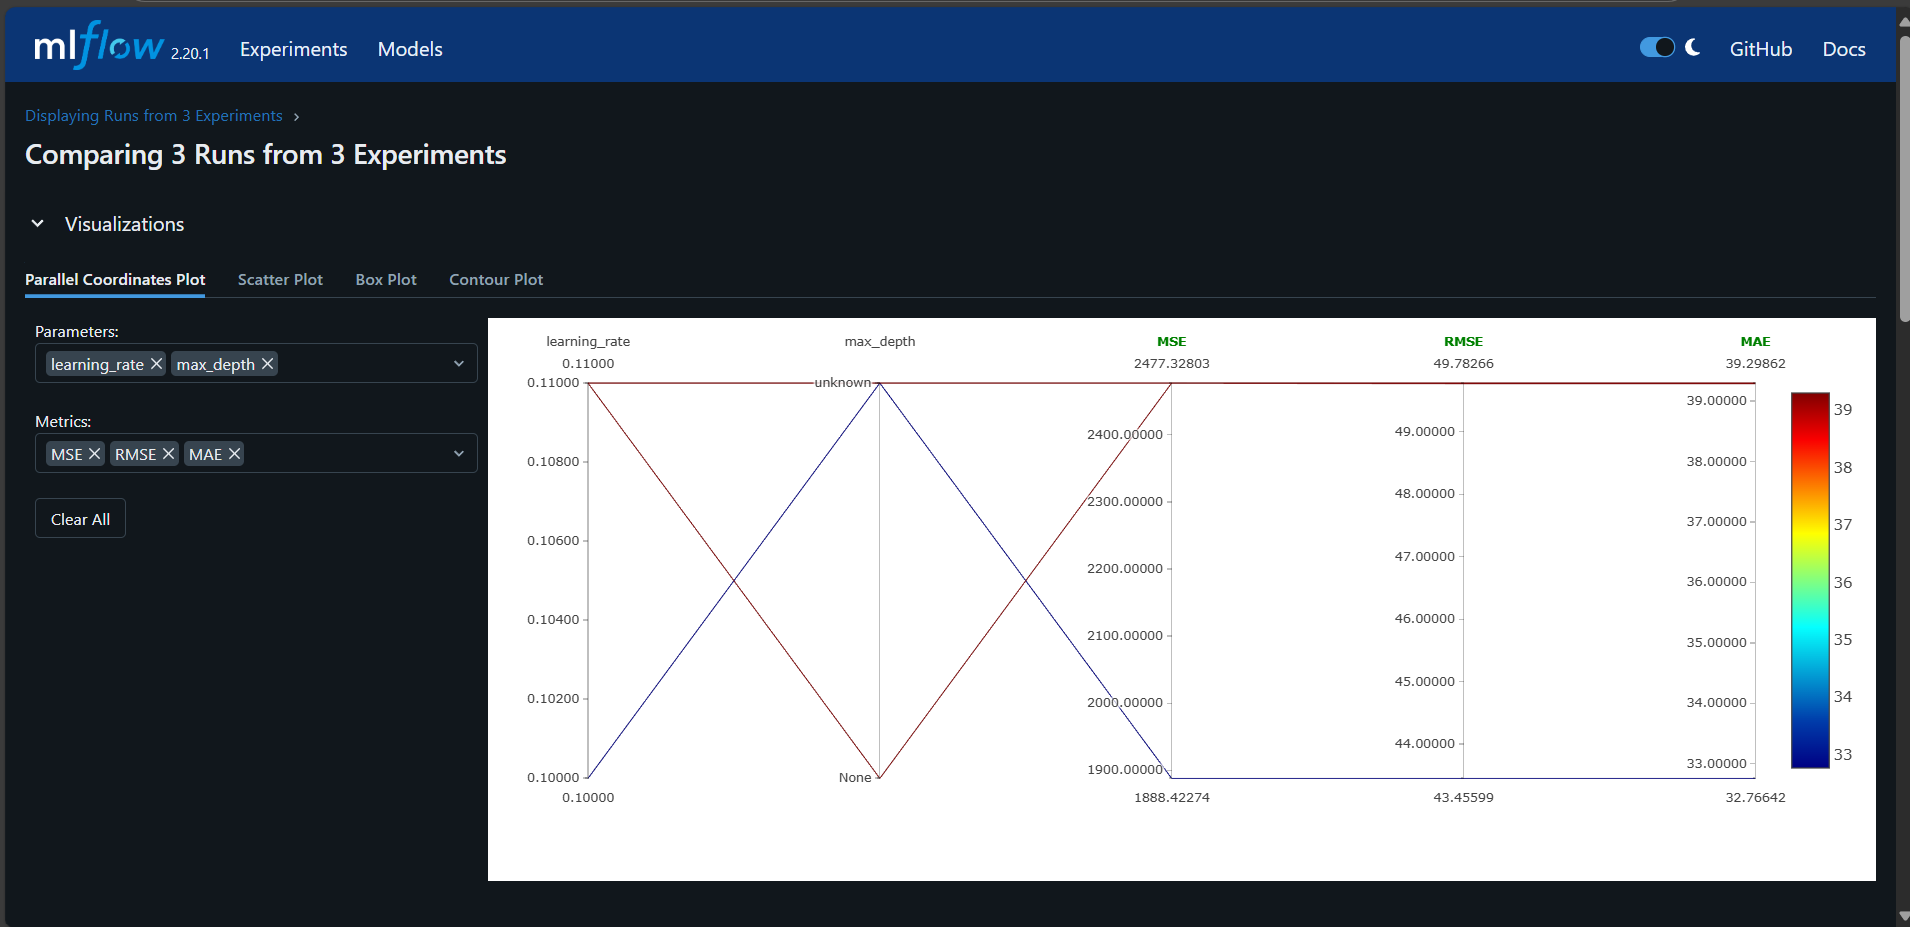 mlflow 2.20.1 Experiments Models GitHub Docs
Displaying Runs from 3 Experiments ›
Comparing 3 Runs from 3 Experiments
Visualizations
Parallel Coordinates Plot Scatter Plot Box Plot Contour Plot
Parameters:
learning_rate max_depth
Metrics:
MSE RMSE MAE
Clear All
learning_rate
0.11000
0.11000
0.10800
0.10600
0.10400
0.10200
0.10000
0.10000
max_depth
unknown
None
MSE
2477.32803
2400.00000
2300.00000
2200.00000
2100.00000
2000.00000
1900.00000
1888.42274
RMSE
49.78266
49.00000
48.00000
47.00000
46.00000
45.00000
44.00000
43.45599
MAE
39.29862
39.00000
38.00000
37.00000
36.00000
35.00000
34.00000
33.00000
32.76642
39
38
37
36
35
34
33